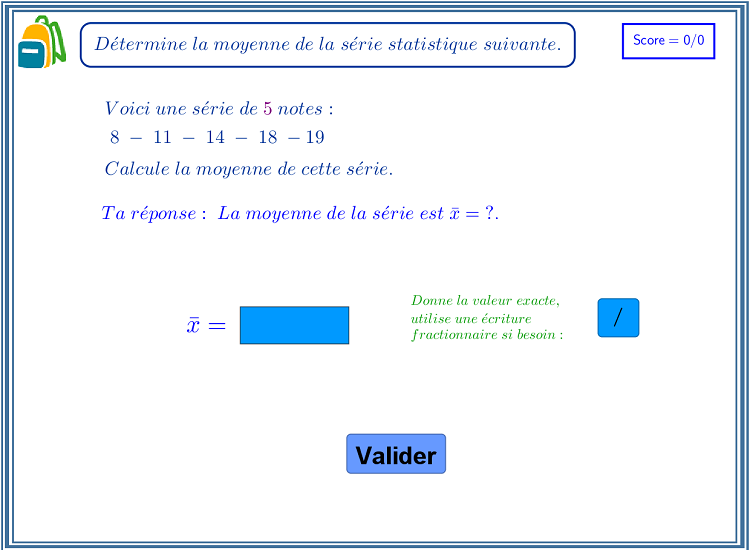 Détermine la moyenne de la série statistique suivante.
Score = 0/0
Voici une série de 5 notes :
8 − 11 − 14 − 18 − 19
Calcule la moyenne de cette série.
Ta réponse : La moyenne de la série est x̄ = ?.
Donne la valeur exacte,
utilise une écriture
fractionnaire si besoin :
x̄ =
/
Valider